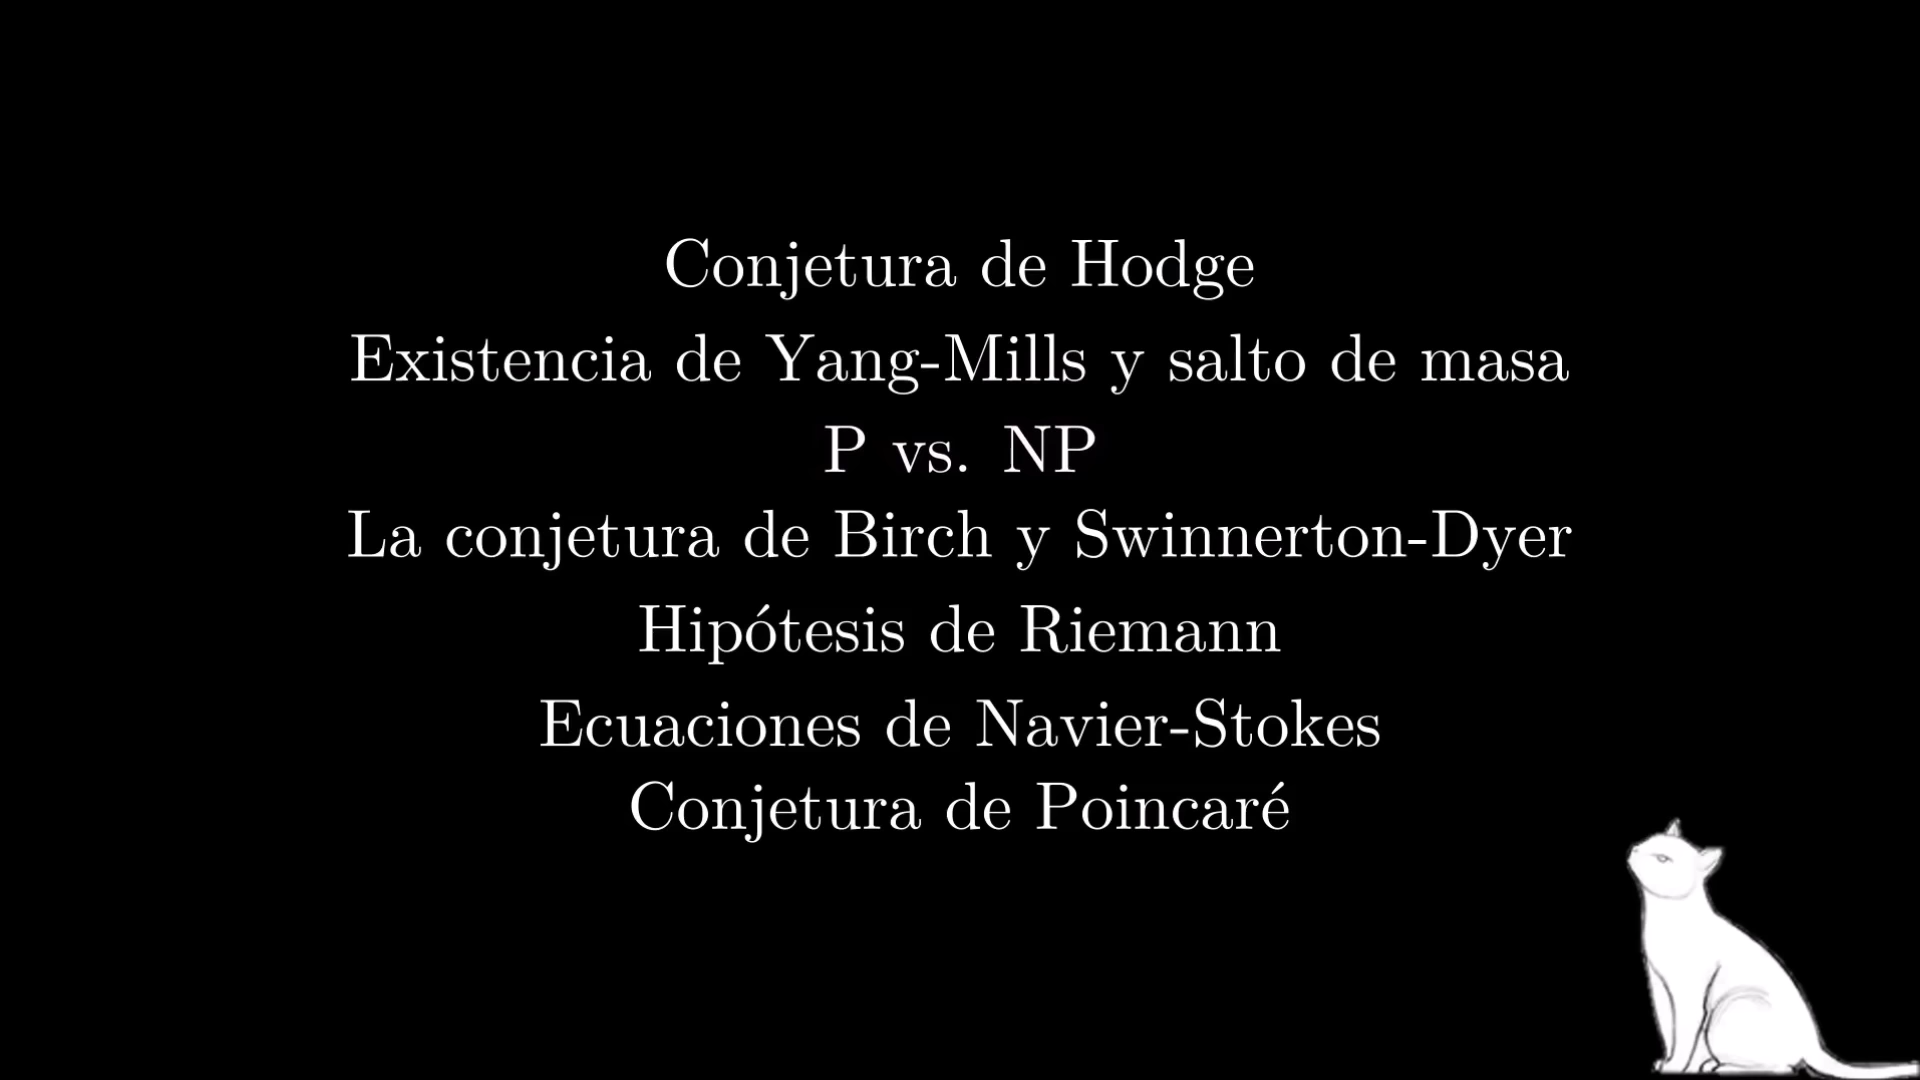 Conjetura de Hodge
Existencia de Yang-Mills y salto de masa
P vs. NP
La conjetura de Birch y Swinnerton-Dyer
Hipótesis de Riemann
Ecuaciones de Navier-Stokes
Conjetura de Poincaré